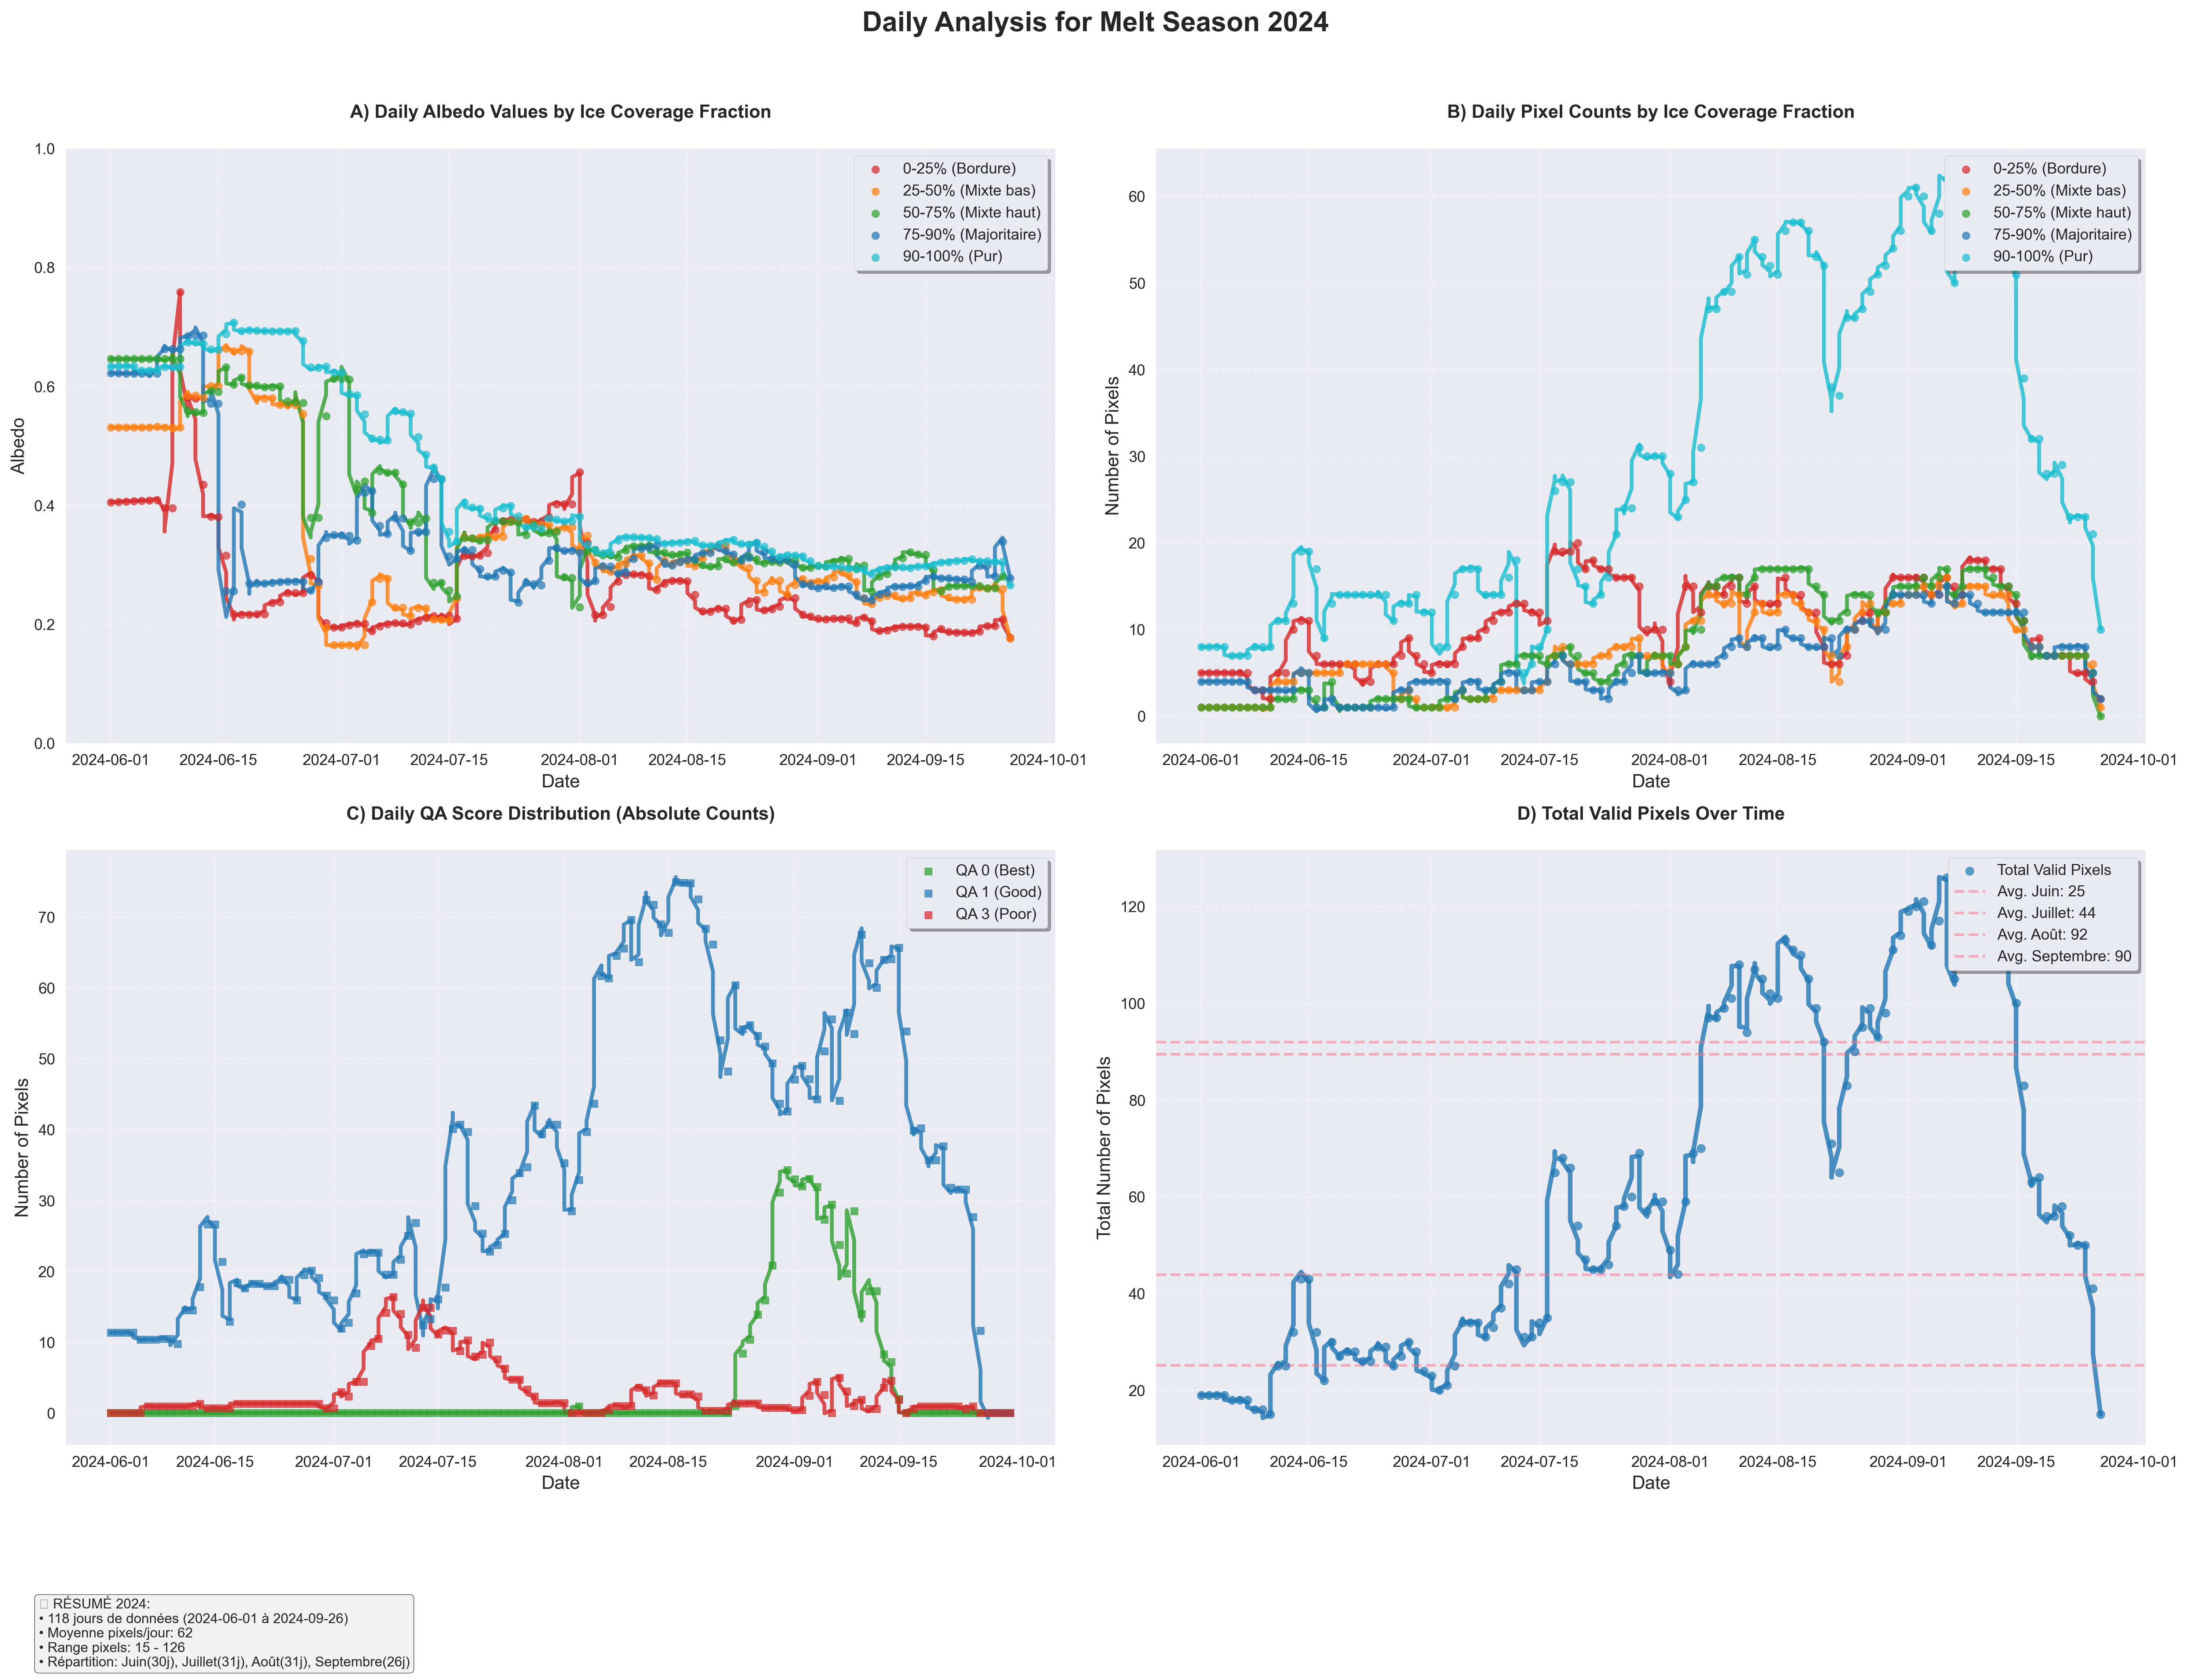 Daily Analysis for Melt Season 2024
A) Daily Albedo Values by Ice Coverage Fraction
1.0
0.8
0.6
0.4
0.2
0.0
Albedo
0-25% (Bordure)
25-50% (Mixte bas)
50-75% (Mixte haut)
75-90% (Majoritaire)
90-100% (Pur)
2024-06-01 2024-06-15 2024-07-01 2024-07-15 2024-08-01 2024-08-15 2024-09-01 2024-09-15 2024-10-01
Date
B) Daily Pixel Counts by Ice Coverage Fraction
60
50
40
30
20
10
0
Number of Pixels
0-25% (Bordure)
25-50% (Mixte bas)
50-75% (Mixte haut)
75-90% (Majoritaire)
90-100% (Pur)
2024-06-01 2024-06-15 2024-07-01 2024-07-15 2024-08-01 2024-08-15 2024-09-01 2024-09-15 2024-10-01
Date
C) Daily QA Score Distribution (Absolute Counts)
70
60
50
40
30
20
10
0
Number of Pixels
QA 0 (Best)
QA 1 (Good)
QA 3 (Poor)
2024-06-01 2024-06-15 2024-07-01 2024-07-15 2024-08-01 2024-08-15 2024-09-01 2024-09-15 2024-10-01
Date
D) Total Valid Pixels Over Time
120
100
80
60
40
20
Total Number of Pixels
Total Valid Pixels
Avg. Juin: 25
Avg. Juillet: 44
Avg. Août: 92
Avg. Septembre: 90
2024-06-01 2024-06-15 2024-07-01 2024-07-15 2024-08-01 2024-08-15 2024-09-01 2024-09-15 2024-10-01
Date
RÉSUMÉ 2024:
• 118 jours de données (2024-06-01 à 2024-09-26)
• Moyenne pixels/jour: 62
• Range pixels: 15 - 126
• Répartition: Juin(30j), Juillet(31j), Août(31j), Septembre(26j)